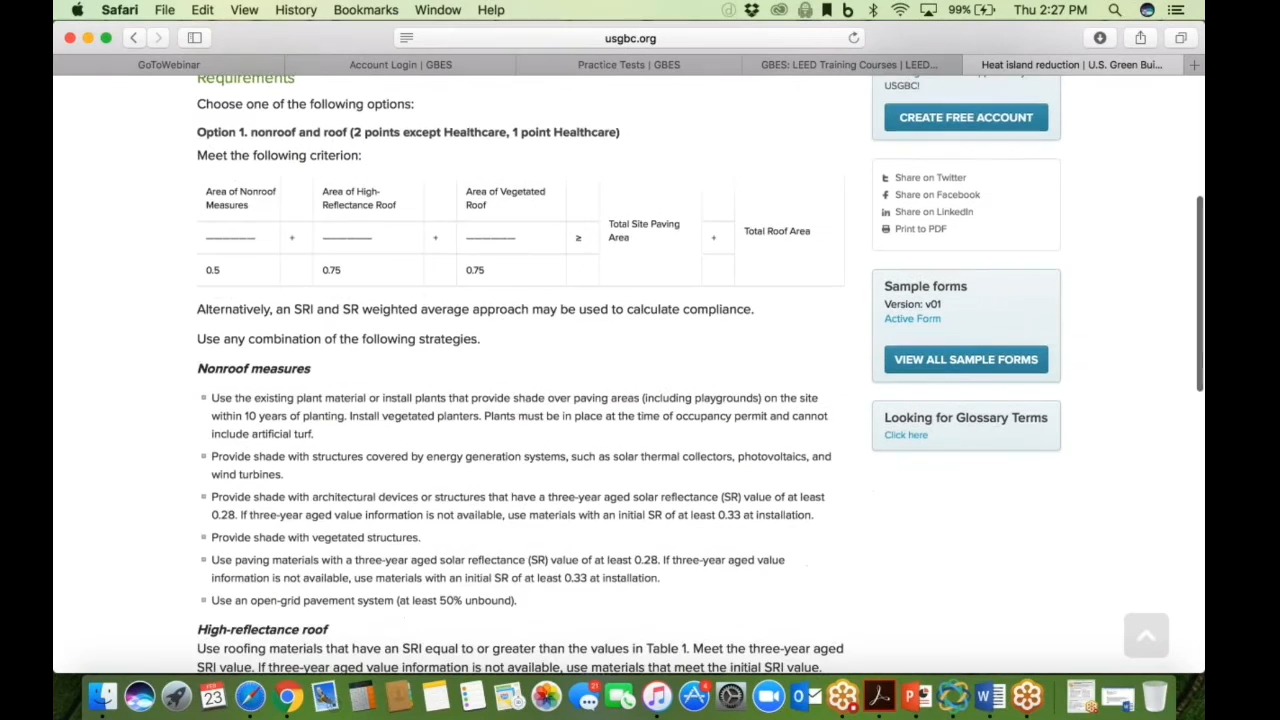 Safari File Edit View History Bookmarks Window Help 99% Thu 2:27 PM
usgbc.org
GoToWebinar Account Login | GBES Practice Tests | GBES GBES: LEED Training Courses | LEED... Heat island reduction | U.S. Green Bui...
Requirements
Choose one of the following options:
Option 1. nonroof and roof (2 points except Healthcare, 1 point Healthcare)
Meet the following criterion:
Area of Nonroof
Measures
Area of High-
Reflectance Roof
Area of Vegetated
Roof
Total Site Paving
Area
Total Roof Area
+ + ≥ +
0.5 0.75 0.75
Alternatively, an SRI and SR weighted average approach may be used to calculate compliance.
Use any combination of the following strategies.
Nonroof measures
Use the existing plant material or install plants that provide shade over paving areas (including playgrounds) on the site
within 10 years of planting. Install vegetated planters. Plants must be in place at the time of occupancy permit and cannot
include artificial turf.
Provide shade with structures covered by energy generation systems, such as solar thermal collectors, photovoltaics, and
wind turbines.
Provide shade with architectural devices or structures that have a three-year aged solar reflectance (SR) value of at least
0.28. If three-year aged value information is not available, use materials with an initial SR of at least 0.33 at installation.
Provide shade with vegetated structures.
Use paving materials with a three-year aged solar reflectance (SR) value of at least 0.28. If three-year aged value
information is not available, use materials with an initial SR of at least 0.33 at installation.
Use an open-grid pavement system (at least 50% unbound).
High-reflectance roof
Use roofing materials that have an SRI equal to or greater than the values in Table 1. Meet the three-year aged
SRI value. If three-year aged value information is not available, use materials that meet the initial SRI value.
USGBC!
CREATE FREE ACCOUNT
Share on Twitter
Share on Facebook
Share on LinkedIn
Print to PDF
Sample forms
Version: v01
Active Form
VIEW ALL SAMPLE FORMS
Looking for Glossary Terms
Click here
FEB
23
21